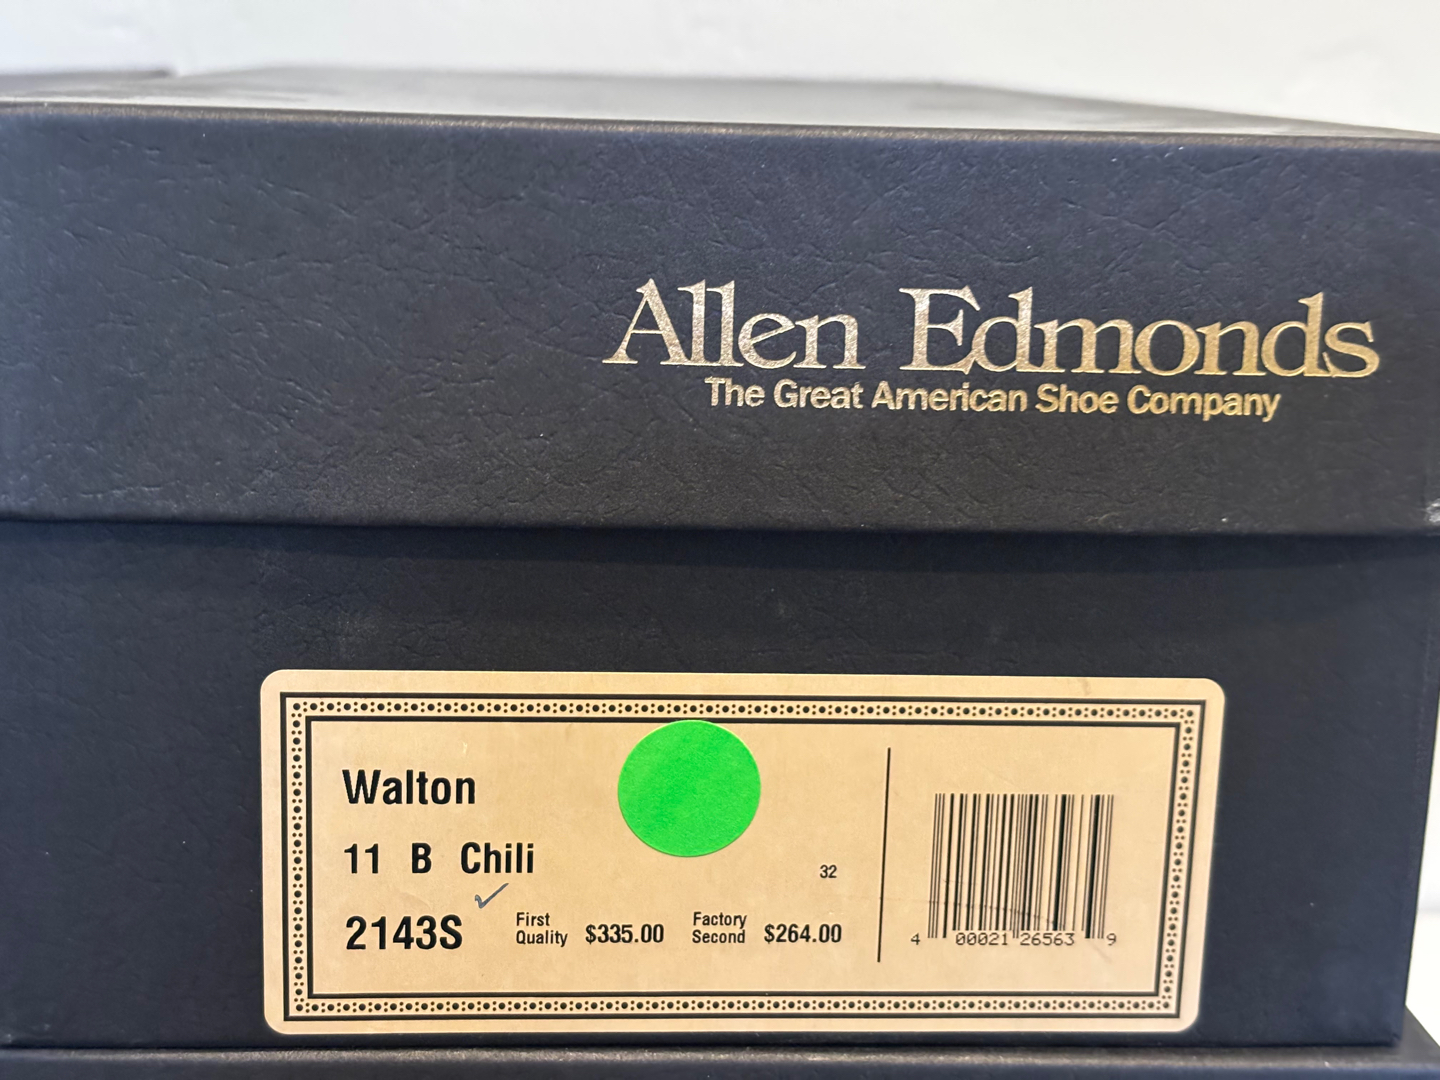 Allen Edmonds
The Great American Shoe Company
Walton
11 B Chili
32
2143S First Quality $335.00 Factory Second $264.00
4 00021 26563 9